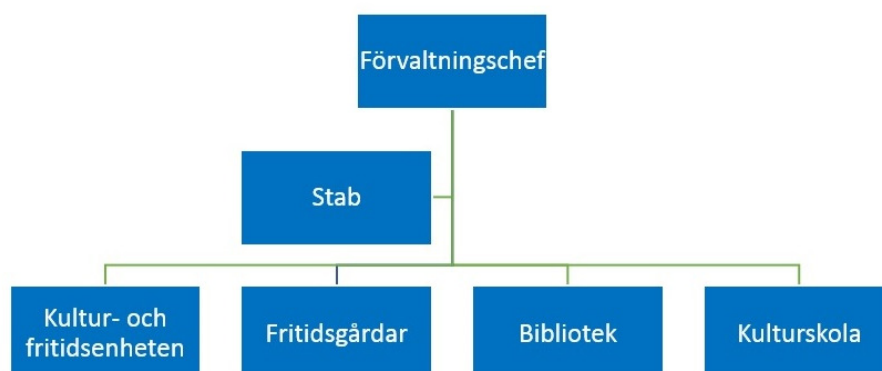 Förvaltningschef
Stab
Kultur- och
fritidsenheten
Fritidsgårdar
Bibliotek
Kulturskola